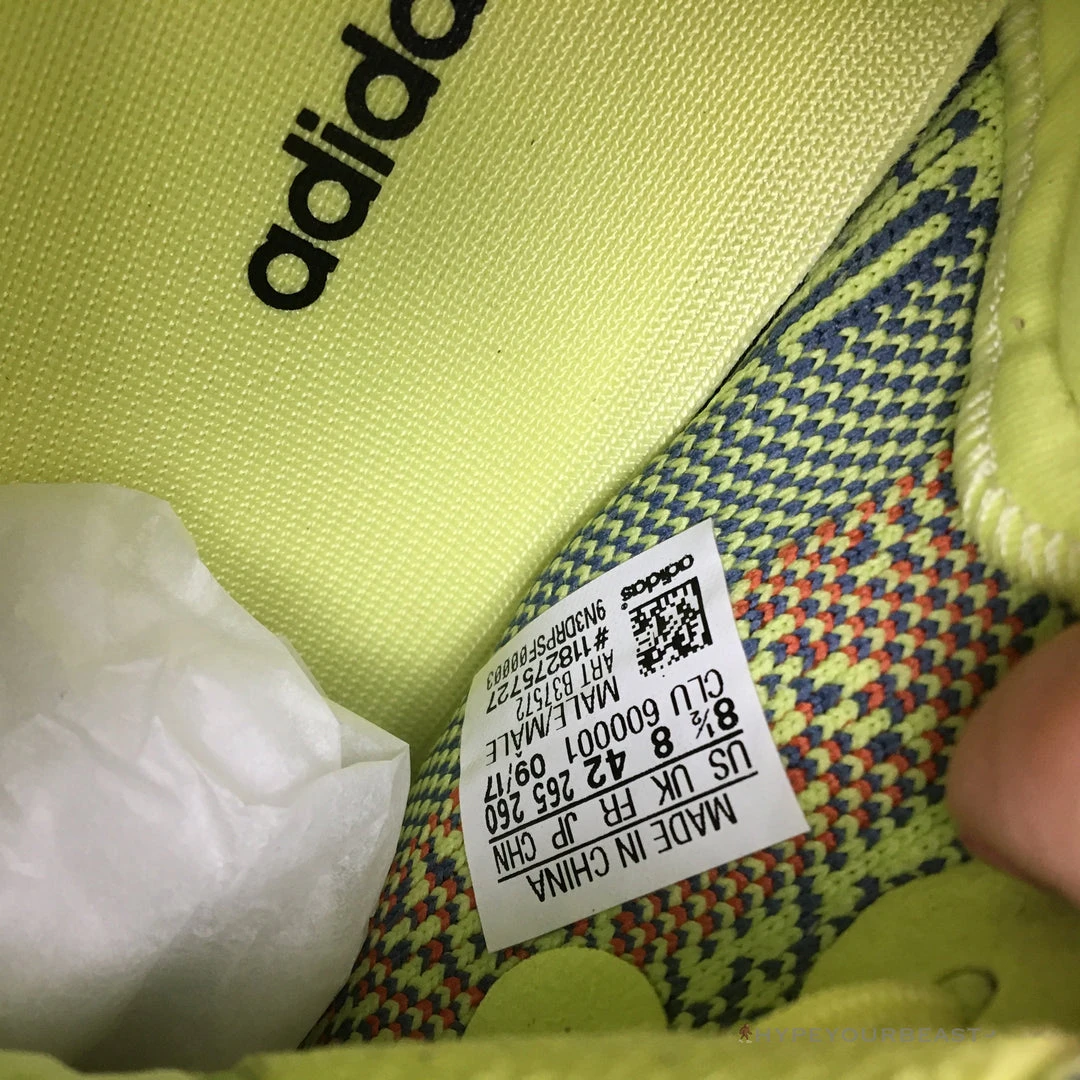 adida
MADE IN CHINA
US UK FR JP CHN
8½ 8 42 265 260
CLU 600001 09/17
MALE/MÂLE
ART B37572
#118275727
9N3DRPSF00003
adidas®
HYPEYOURBEAST